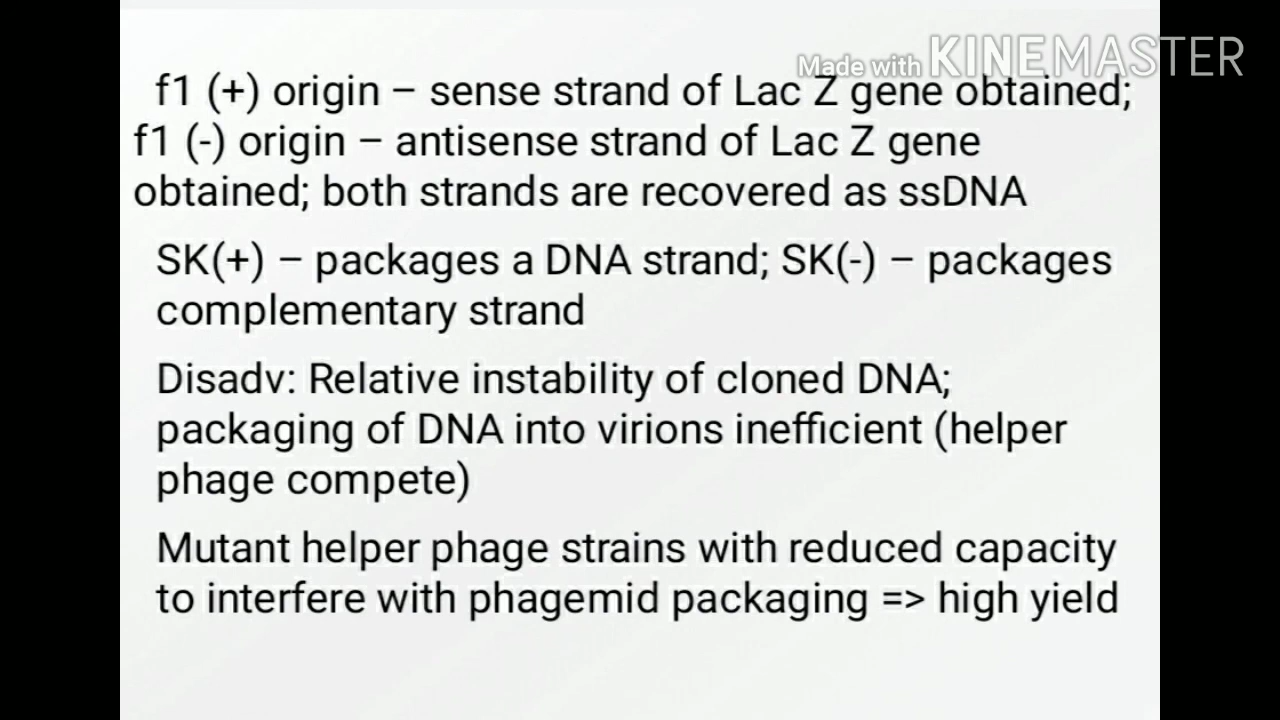 Made with KINEMASTER
f1 (+) origin – sense strand of Lac Z gene obtained;
f1 (-) origin – antisense strand of Lac Z gene
obtained; both strands are recovered as ssDNA
SK(+) – packages a DNA strand; SK(-) – packages
complementary strand
Disadv: Relative instability of cloned DNA;
packaging of DNA into virions inefficient (helper
phage compete)
Mutant helper phage strains with reduced capacity
to interfere with phagemid packaging => high yield